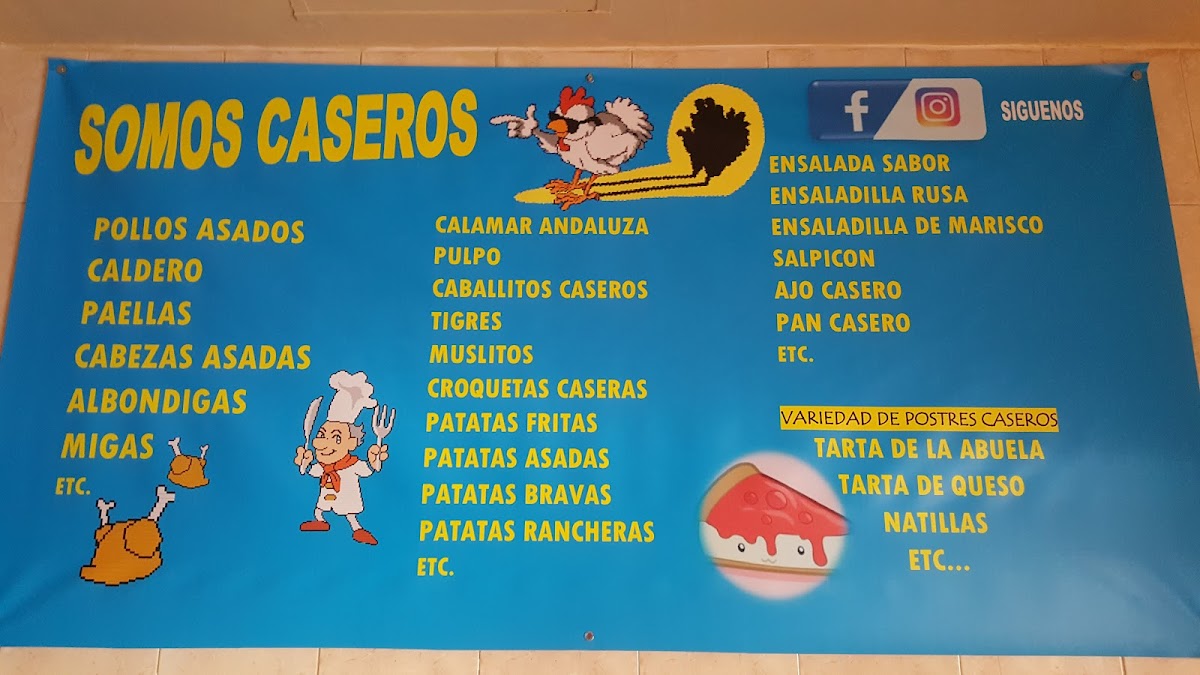 SOMOS CASEROS
POLLOS ASADOS
CALDERO
PAELLAS
CABEZAS ASADAS
ALBONDIGAS
MIGAS
ETC.
CALAMAR ANDALUZA
PULPO
CABALLITOS CASEROS
TIGRES
MUSLITOS
CROQUETAS CASERAS
PATATAS FRITAS
PATATAS ASADAS
PATATAS BRAVAS
PATATAS RANCHERAS
ETC.
SIGUENOS
ENSALADA SABOR
ENSALADILLA RUSA
ENSALADILLA DE MARISCO
SALPICON
AJO CASERO
PAN CASERO
ETC.
VARIEDAD DE POSTRES CASEROS
TARTA DE LA ABUELA
TARTA DE QUESO
NATILLAS
ETC...